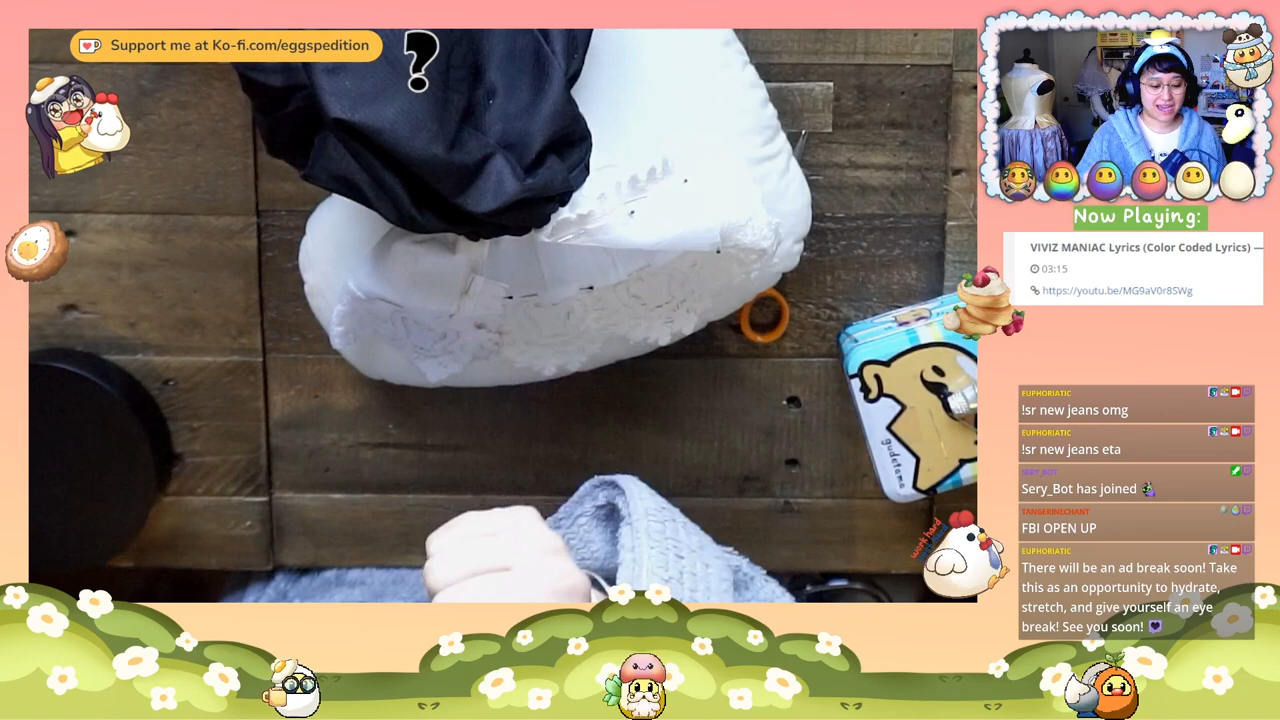 Support me at Ko-fi.com/eggspedition
?
Now Playing:
VIVIZ MANIAC Lyrics (Color Coded Lyrics) —
03:15
https://youtu.be/MG9aV0r8SWg
gudetama
work hard
EUPHORIATIC
!sr new jeans omg
EUPHORIATIC
!sr new jeans eta
SERY_BOT
Sery_Bot has joined
TANGERINECHANT
FBI OPEN UP
EUPHORIATIC
There will be an ad break soon! Take
this as an opportunity to hydrate,
stretch, and give yourself an eye
break! See you soon!